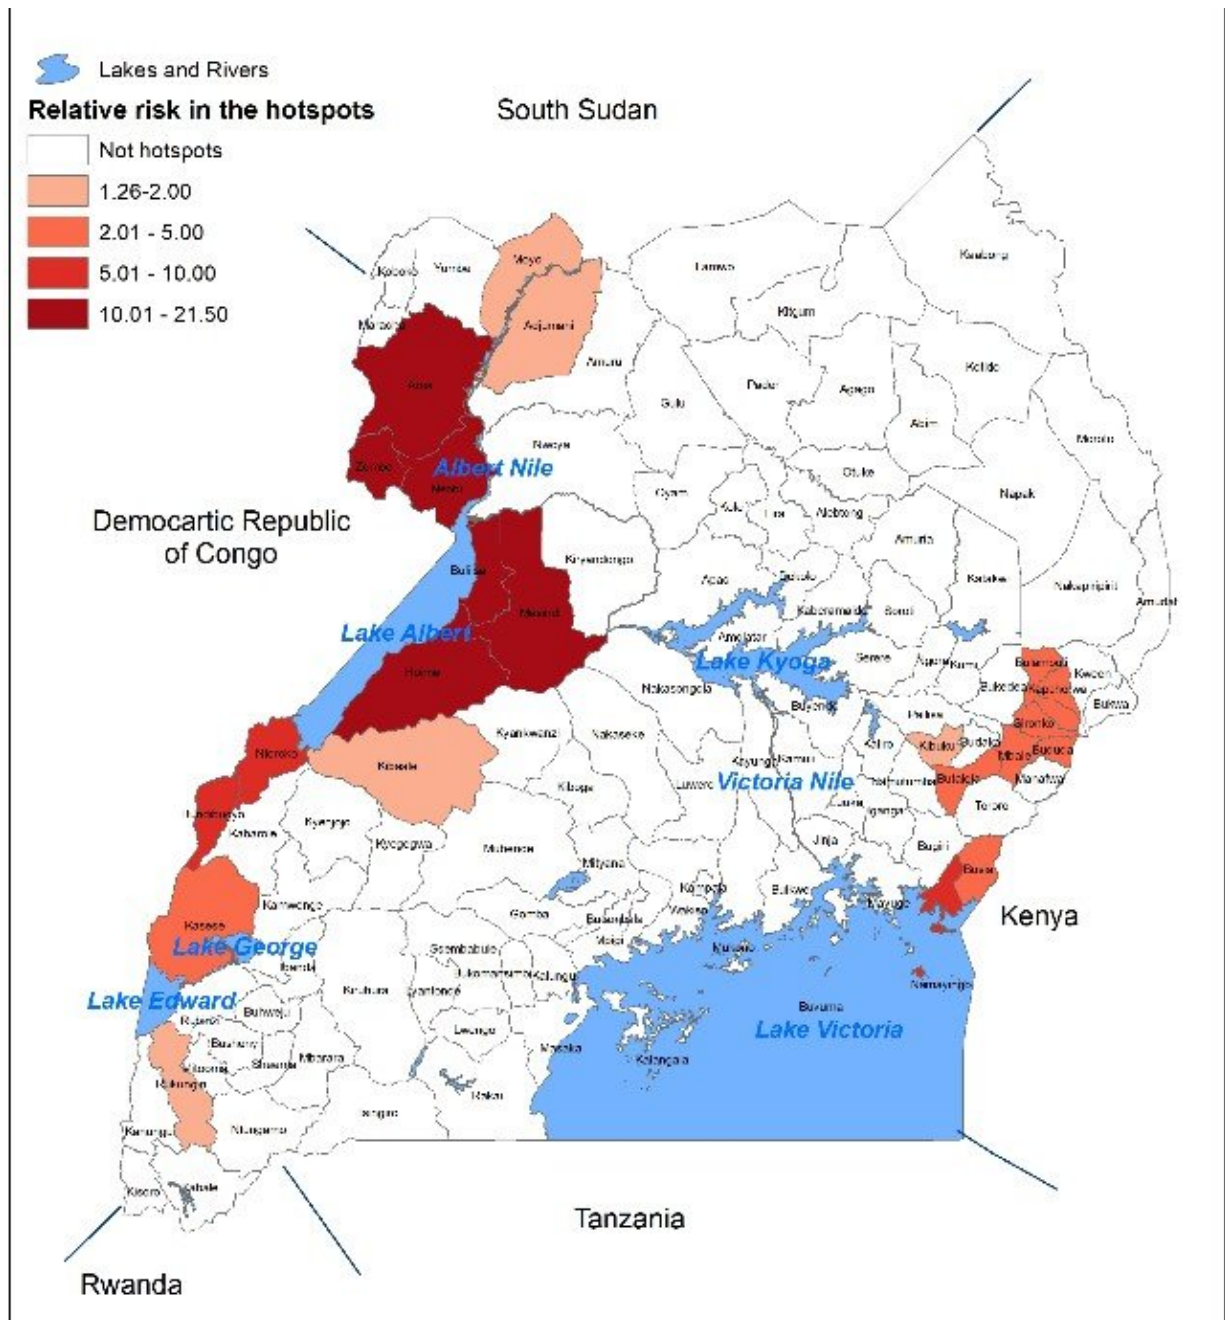 Lakes and Rivers
Relative risk in the hotspots
Not hotspots
1.26-2.00
2.01 - 5.00
5.01 - 10.00
10.01 - 21.50
South Sudan
Kaabong
Koboko
Yumbe
Moyo
Lamwo
Kitgum
Adjumani
Amuru
Kotido
Arua
Gulu
Pader
Agago
Abim
Moroto
Nwoya
Zombo
Albert Nile
Nebbi
Otuke
Napak
Oyam
Kole
Lira
Alebtong
Democartic Republic
of Congo
Amuria
Kiryandongo
Buliisa
Apac
Dokolo
Katakwi
Nakapiripirit
Amudat
Kaberamaido
Soroti
Masindi
Lake Albert
Amolatar
Lake Kyoga
Serere
Ngora
Kumi
Bulambuli
Kween
Hoima
Nakasongola
Bukedea
Kapchorwa
Bukwa
Buyende
Pallisa
Sironko
Kyankwanzi
Nakaseke
Kaliro
Kibuku
Budaka
Mbale
Bududa
Ntoroko
Kibaale
Kayunga
Kamuli
Victoria Nile
Namutumba
Butaleja
Manafwa
Kiboga
Luwero
Luuka
Iganga
Tororo
Bundibugyo
Kabarole
Kyenjojo
Kyegegwa
Mubende
Mityana
Jinja
Bugiri
Busia
Kamwenge
Kampala
Wakiso
Buikwe
Mayuge
Kenya
Kasese
Gomba
Butambala
Mpigi
Lake George
Ibanda
Ssembabule
Mukono
Kiruhura
Lyantonde
Bukomansimbi
Kalungu
Namayingo
Lake Edward
Rubirizi
Buhweju
Buvuma
Lake Victoria
Lwengo
Bushenyi
Mitooma
Sheema
Mbarara
Masaka
Kalangala
Rukungiri
Rakai
Isingiro
Kanungu
Ntungamo
Kisoro
Kabale
Tanzania
Rwanda